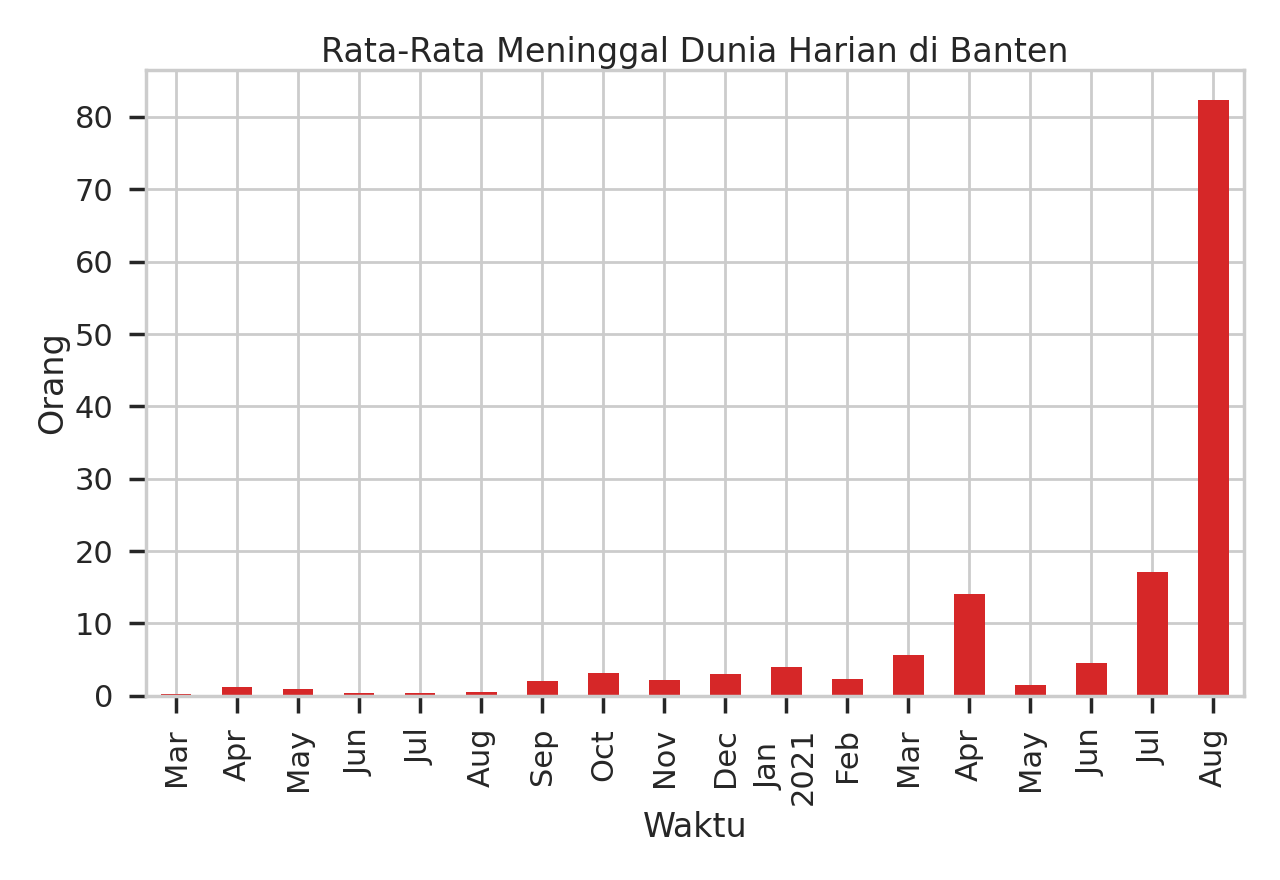 Rata-Rata Meninggal Dunia Harian di Banten
80
70
60
50
40
30
20
10
0
Orang
Mar
Apr
May
Jun
Jul
Aug
Sep
Oct
Nov
Dec
Jan
2021
Feb
Mar
Apr
May
Jun
Jul
Aug
Waktu